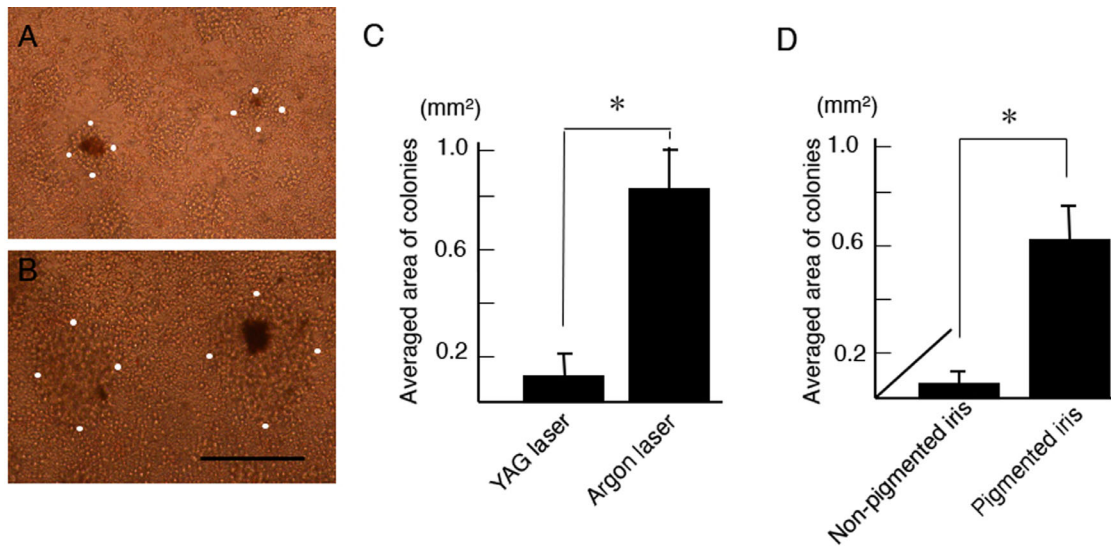 A
B
C
(mm²)
*
Averaged area of colonies
1.0
0.6
0.2
YAG laser
Argon laser
D
(mm²)
*
Averaged area of colonies
1.0
0.6
0.2
Non-pigmented iris
Pigmented iris